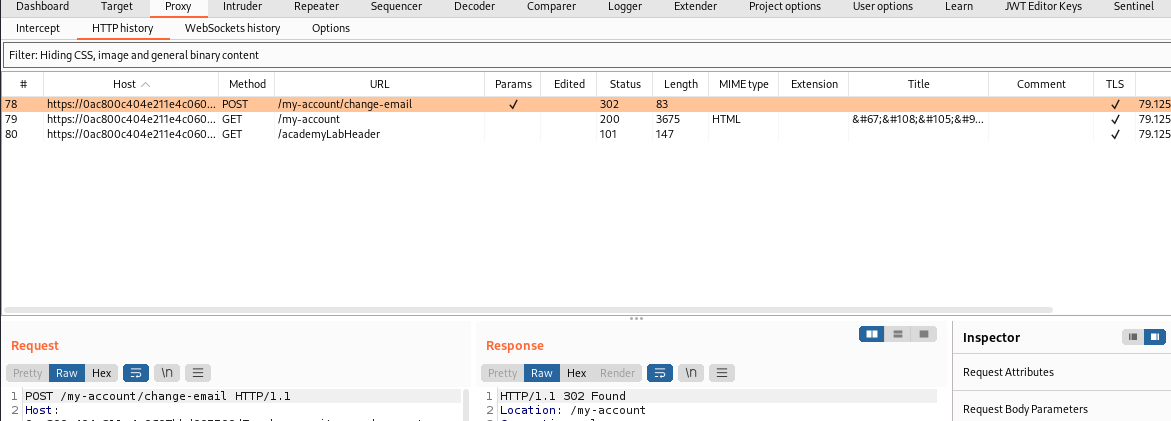 Dashboard Target Proxy Intruder Repeater Sequencer Decoder Comparer Logger Extender Project options User options Learn JWT Editor Keys Sentinel
Intercept HTTP history WebSockets history Options
Filter: Hiding CSS, image and general binary content
# Host Method URL Params Edited Status Length MIME type Extension Title Comment TLS
78 https://0ac800c404e211e4c060... POST /my-account/change-email ✓ 302 83 ✓ 79.125
79 https://0ac800c404e211e4c060... GET /my-account 200 3675 HTML &#67;&#108;&#105;&#9... ✓ 79.125
80 https://0ac800c404e211e4c060... GET /academyLabHeader 101 147 ✓ 79.125
Request Response Inspector
Pretty Raw Hex \n Pretty Raw Hex Render \n Request Attributes
1 POST /my-account/change-email HTTP/1.1 1 HTTP/1.1 302 Found
2 Host: 2 Location: /my-account Request Body Parameters